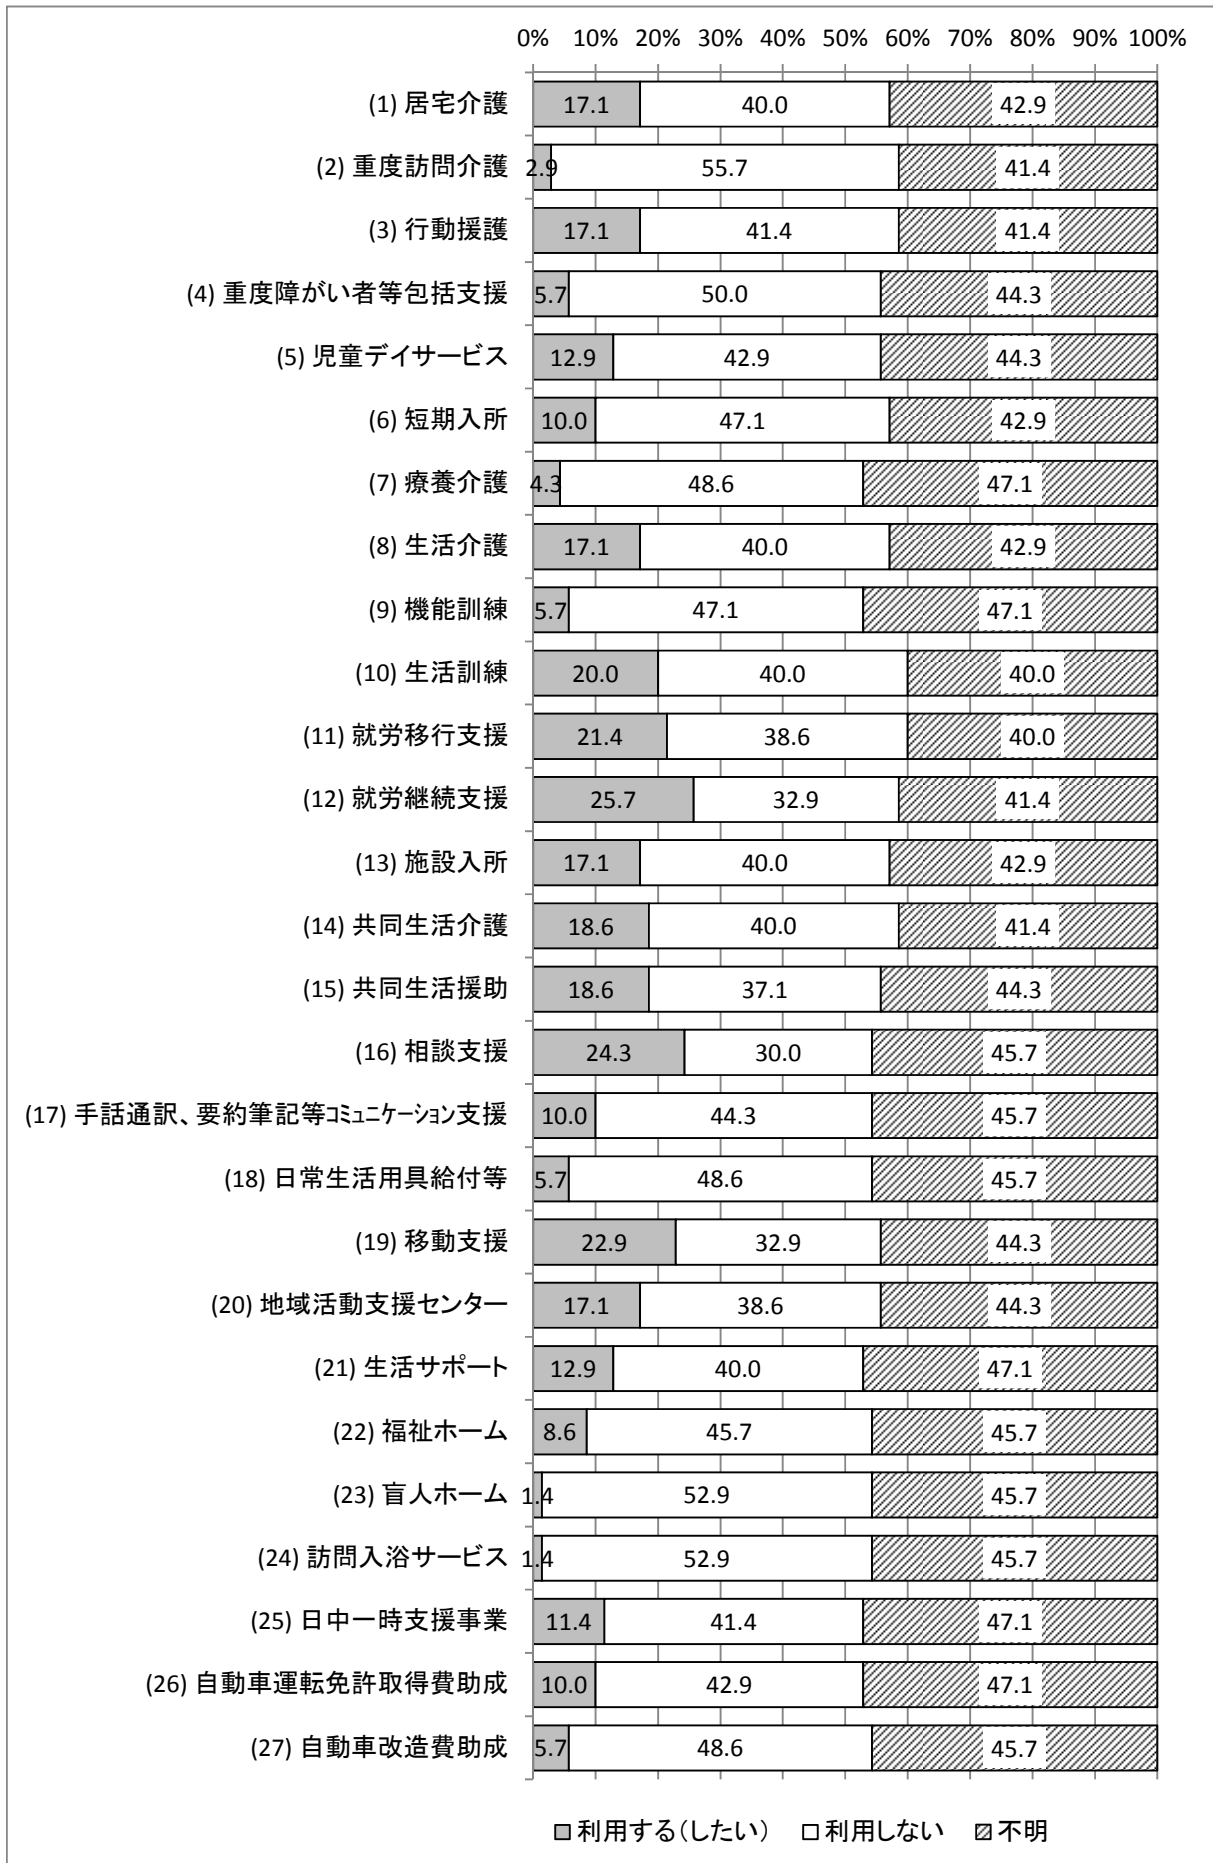 0% 10% 20% 30% 40% 50% 60% 70% 80% 90% 100%
(1) 居宅介護 17.1 40.0 42.9
(2) 重度訪問介護 2.9 55.7 41.4
(3) 行動援護 17.1 41.4 41.4
(4) 重度障がい者等包括支援 5.7 50.0 44.3
(5) 児童デイサービス 12.9 42.9 44.3
(6) 短期入所 10.0 47.1 42.9
(7) 療養介護 4.3 48.6 47.1
(8) 生活介護 17.1 40.0 42.9
(9) 機能訓練 5.7 47.1 47.1
(10) 生活訓練 20.0 40.0 40.0
(11) 就労移行支援 21.4 38.6 40.0
(12) 就労継続支援 25.7 32.9 41.4
(13) 施設入所 17.1 40.0 42.9
(14) 共同生活介護 18.6 40.0 41.4
(15) 共同生活援助 18.6 37.1 44.3
(16) 相談支援 24.3 30.0 45.7
(17) 手話通訳、要約筆記等ｺﾐｭﾆｹｰｼｮﾝ支援 10.0 44.3 45.7
(18) 日常生活用具給付等 5.7 48.6 45.7
(19) 移動支援 22.9 32.9 44.3
(20) 地域活動支援センター 17.1 38.6 44.3
(21) 生活サポート 12.9 40.0 47.1
(22) 福祉ホーム 8.6 45.7 45.7
(23) 盲人ホーム 1.4 52.9 45.7
(24) 訪問入浴サービス 1.4 52.9 45.7
(25) 日中一時支援事業 11.4 41.4 47.1
(26) 自動車運転免許取得費助成 10.0 42.9 47.1
(27) 自動車改造費助成 5.7 48.6 45.7
利用する（したい） 利用しない 不明